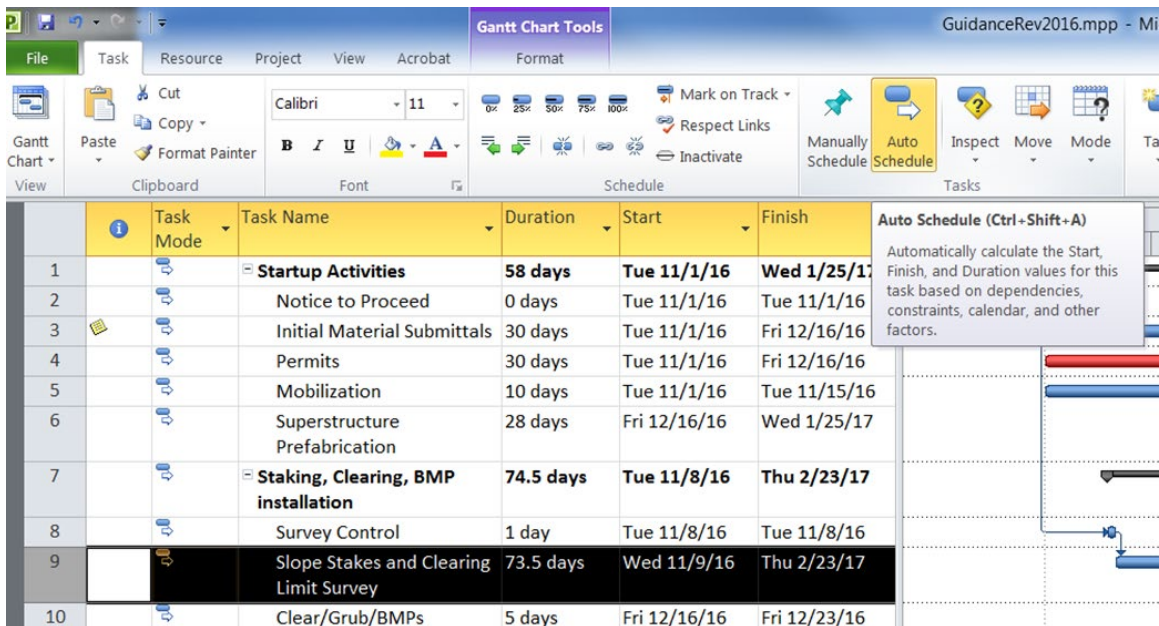 GuidanceRev2016.mpp - Mi
Gantt Chart Tools
File Task Resource Project View Acrobat Format
Gantt Chart
View
Paste
Cut
Copy
Format Painter
Clipboard
Calibri 11
B I U A
Font
0% 25% 50% 75% 100%
Mark on Track
Respect Links
Inactivate
Schedule
Manually Schedule
Auto Schedule
Inspect
Move
Mode
Ta
Tasks
Task Mode Task Name Duration Start Finish
1 Startup Activities 58 days Tue 11/1/16 Wed 1/25/17
2 Notice to Proceed 0 days Tue 11/1/16 Tue 11/1/16
3 Initial Material Submittals 30 days Tue 11/1/16 Fri 12/16/16
4 Permits 30 days Tue 11/1/16 Fri 12/16/16
5 Mobilization 10 days Tue 11/1/16 Tue 11/15/16
6 Superstructure 28 days Fri 12/16/16 Wed 1/25/17
Prefabrication
7 Staking, Clearing, BMP 74.5 days Tue 11/8/16 Thu 2/23/17
installation
8 Survey Control 1 day Tue 11/8/16 Tue 11/8/16
9 Slope Stakes and Clearing 73.5 days Wed 11/9/16 Thu 2/23/17
Limit Survey
10 Clear/Grub/BMPs 5 days Fri 12/16/16 Fri 12/23/16
Auto Schedule (Ctrl+Shift+A)
Automatically calculate the Start,
Finish, and Duration values for this
task based on dependencies,
constraints, calendar, and other
factors.